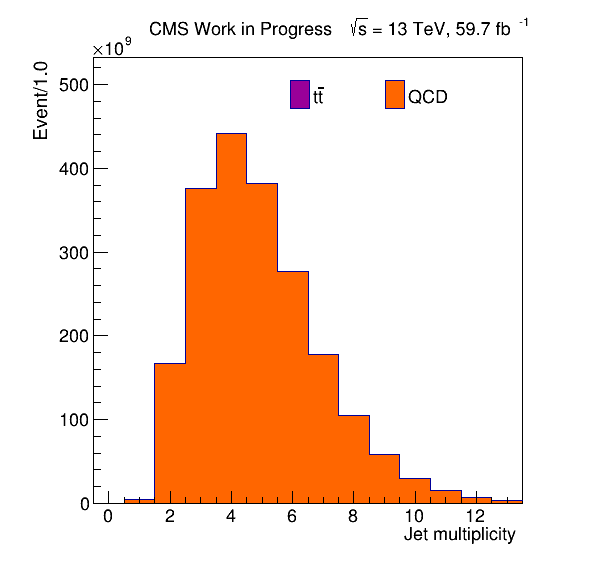 CMS Work in Progress √s = 13 TeV, 59.7 fb⁻¹
×10⁹
Event/1.0
tt̄ QCD
500
400
300
200
100
0
0 2 4 6 8 10 12
Jet multiplicity